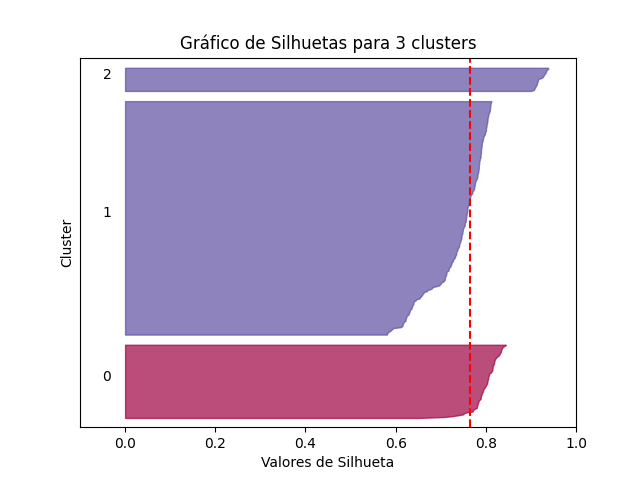 Gráfico de Silhuetas para 3 clusters
2
1
0
Cluster
0.0 0.2 0.4 0.6 0.8 1.0
Valores de Silhueta